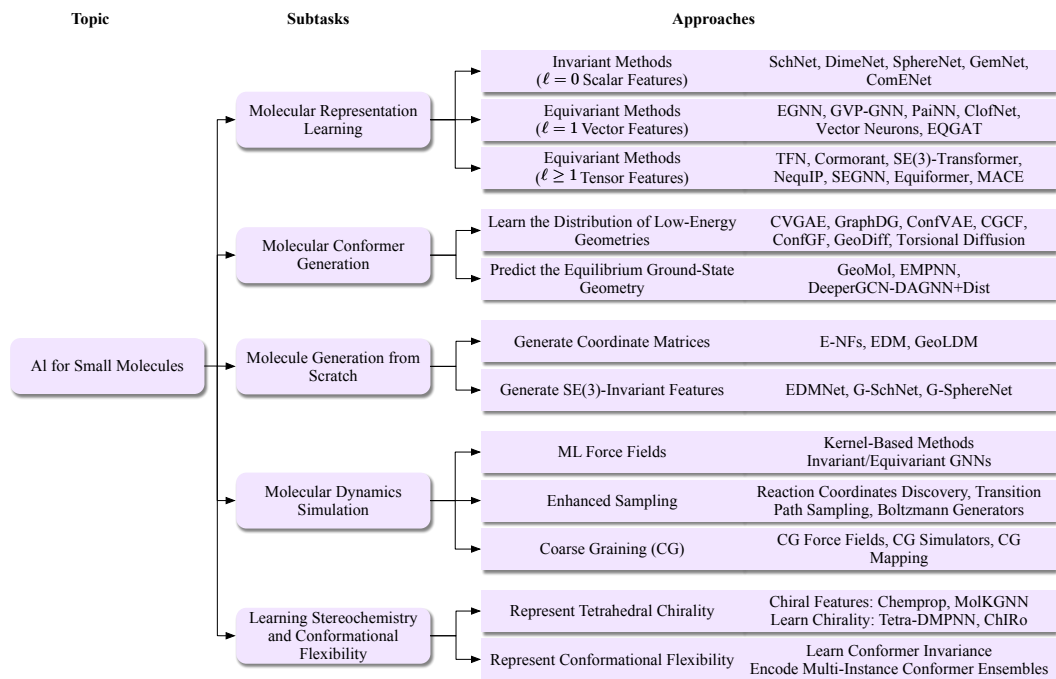 Topic
Subtasks
Approaches
AI for Small Molecules
Molecular Representation
Learning
Invariant Methods
(ℓ = 0 Scalar Features)
SchNet, DimeNet, SphereNet, GemNet,
ComENet
Equivariant Methods
(ℓ = 1 Vector Features)
EGNN, GVP-GNN, PaiNN, ClofNet,
Vector Neurons, EQGAT
Equivariant Methods
(ℓ ≥ 1 Tensor Features)
TFN, Cormorant, SE(3)-Transformer,
NequIP, SEGNN, Equiformer, MACE
Molecular Conformer
Generation
Learn the Distribution of Low-Energy
Geometries
CVGAE, GraphDG, ConfVAE, CGCF,
ConfGF, GeoDiff, Torsional Diffusion
Predict the Equilibrium Ground-State
Geometry
GeoMol, EMPNN,
DeeperGCN-DAGNN+Dist
Molecule Generation from
Scratch
Generate Coordinate Matrices
E-NFs, EDM, GeoLDM
Generate SE(3)-Invariant Features
EDMNet, G-SchNet, G-SphereNet
Molecular Dynamics
Simulation
ML Force Fields
Kernel-Based Methods
Invariant/Equivariant GNNs
Enhanced Sampling
Reaction Coordinates Discovery, Transition
Path Sampling, Boltzmann Generators
Coarse Graining (CG)
CG Force Fields, CG Simulators, CG
Mapping
Learning Stereochemistry
and Conformational
Flexibility
Represent Tetrahedral Chirality
Chiral Features: Chemprop, MolKGNN
Learn Chirality: Tetra-DMPNN, ChIRo
Represent Conformational Flexibility
Learn Conformer Invariance
Encode Multi-Instance Conformer Ensembles